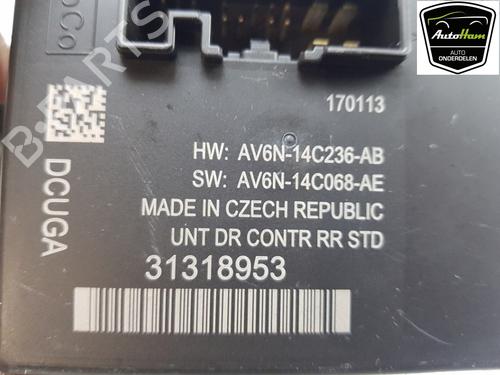 oCo
AutoHam
AUTO
ONDERDELEN
B-PARTS
170113
DCUGA
HW: AV6N-14C236-AB
SW: AV6N-14C068-AE
MADE IN CZECH REPUBLIC
UNT DR CONTR RR STD
31318953